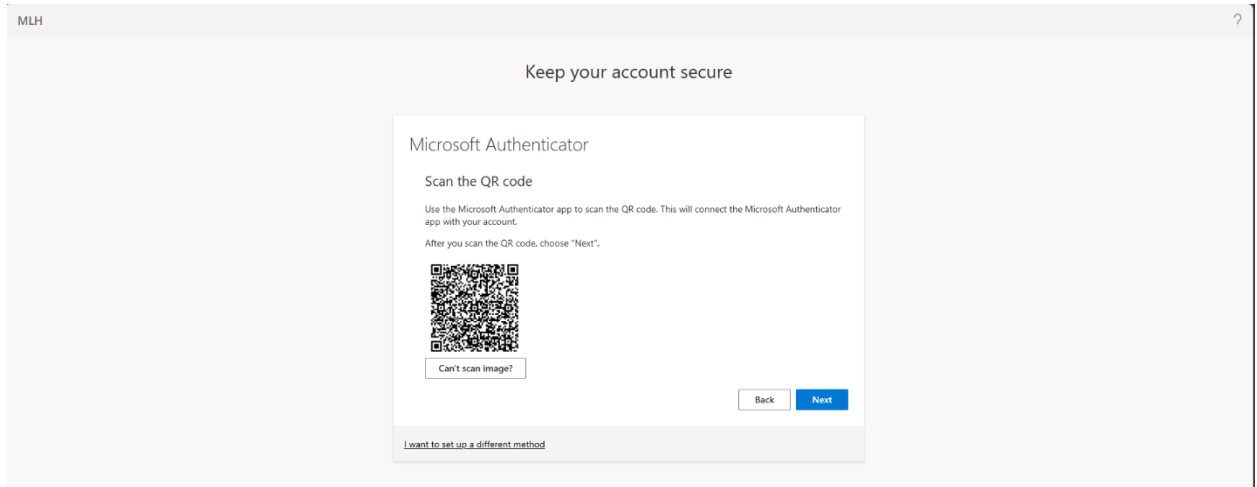 MLH
?
Keep your account secure
Microsoft Authenticator
Scan the QR code
Use the Microsoft Authenticator app to scan the QR code. This will connect the Microsoft Authenticator
app with your account.
After you scan the QR code, choose "Next".
Can't scan image?
Back Next
I want to set up a different method